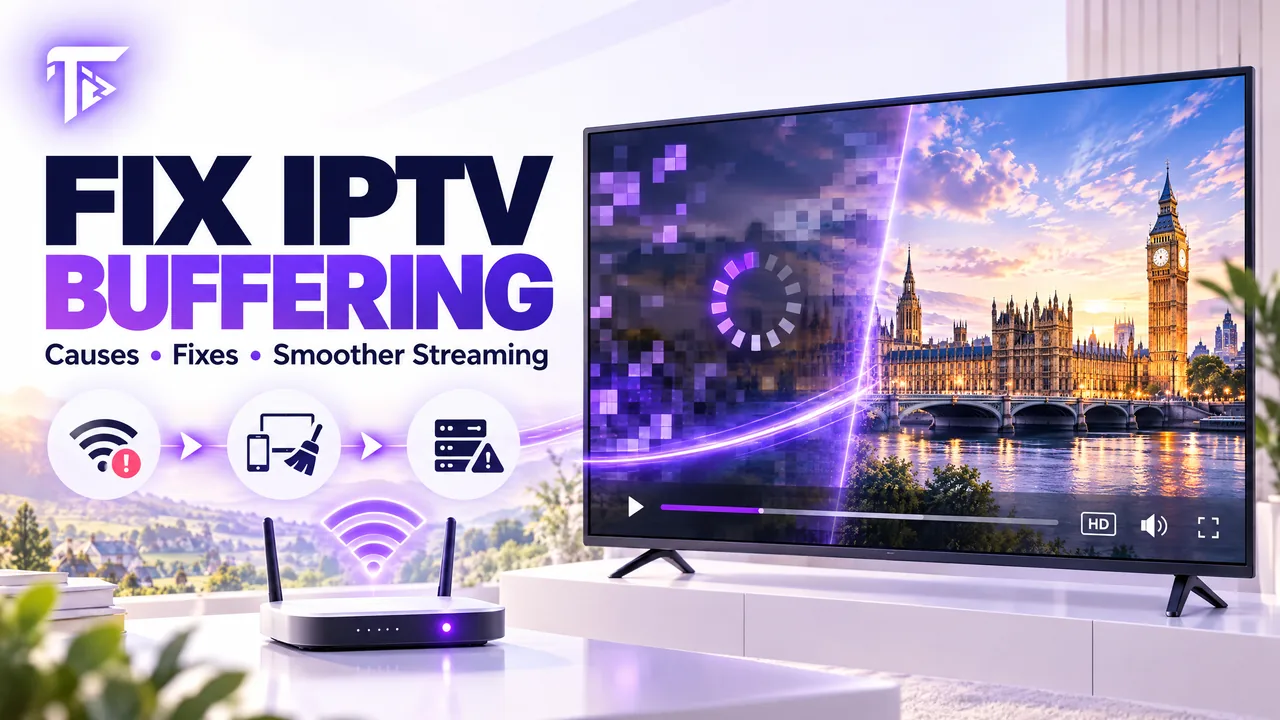 FIX IPTV
BUFFERING
Causes • Fixes • Smoother Streaming
HD